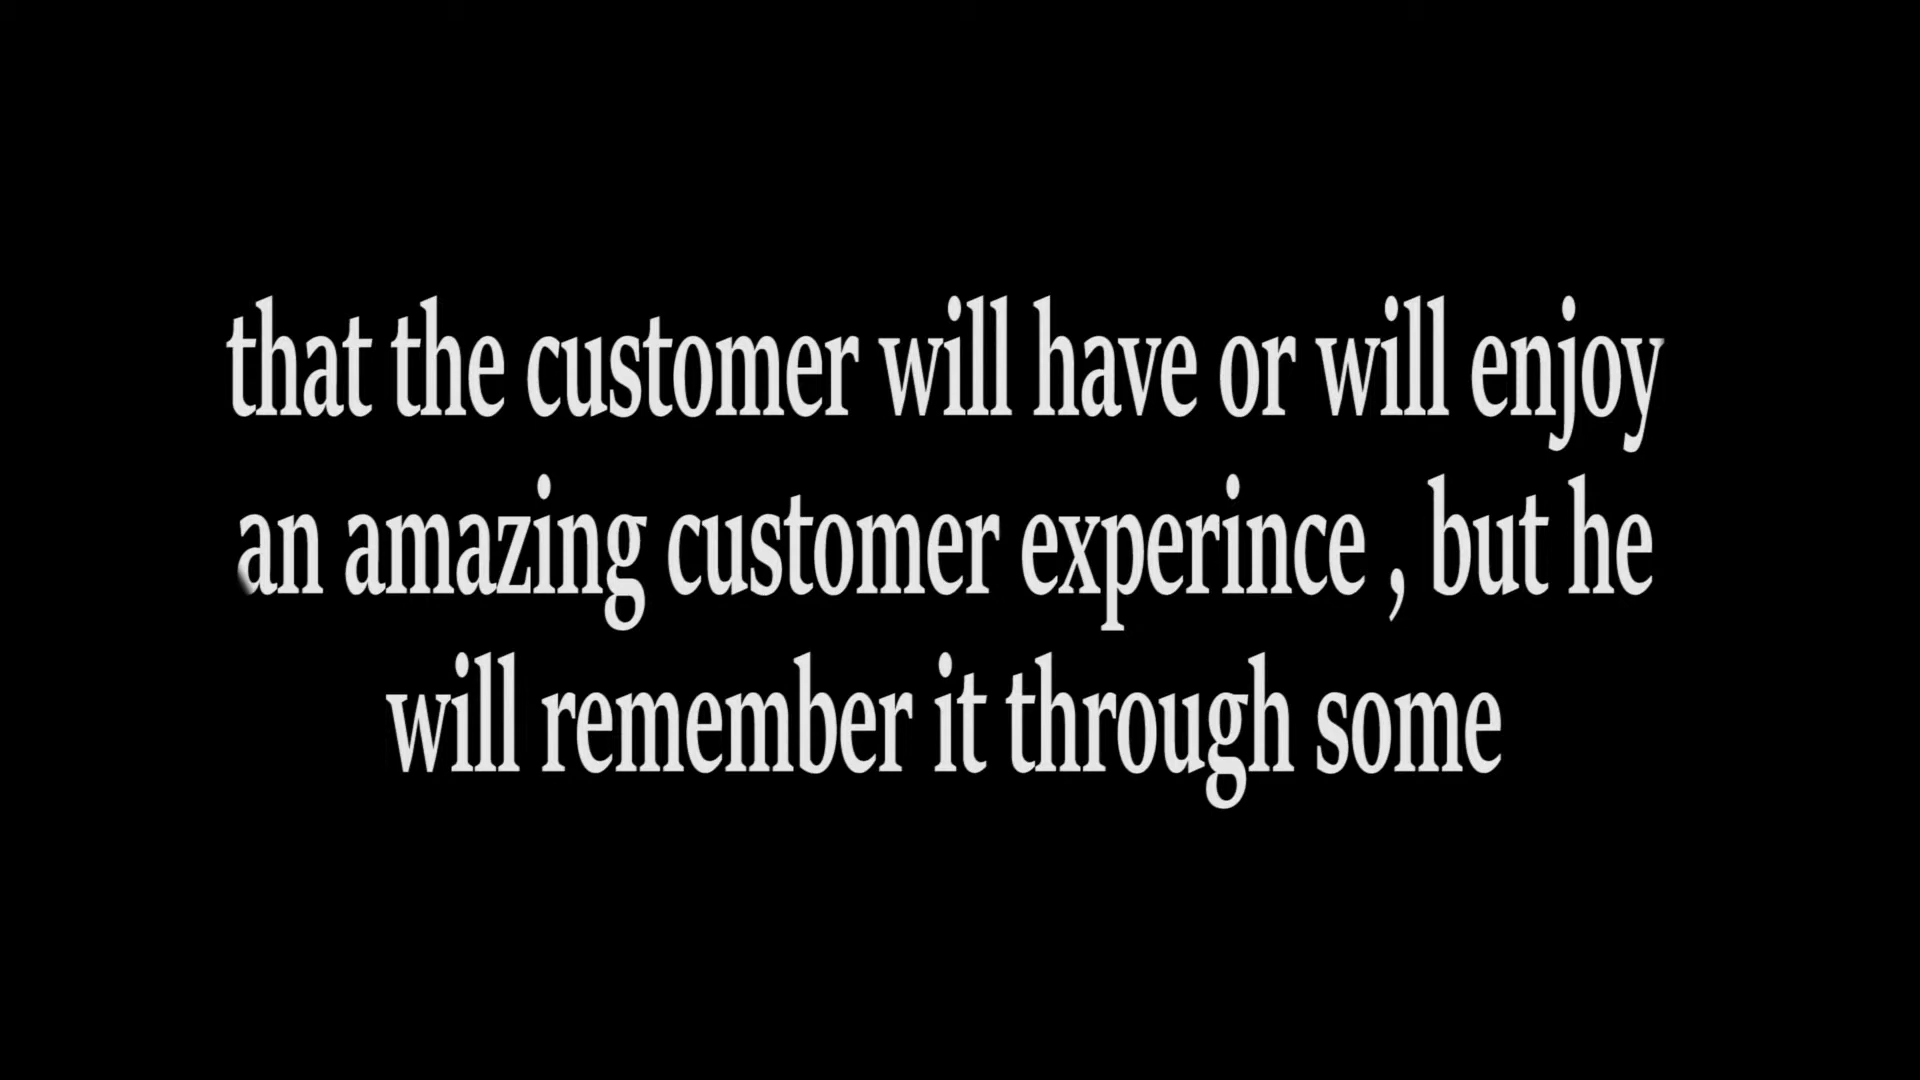 that the customer will have or will enjoy
an amazing customer experince , but he
will remember it through some